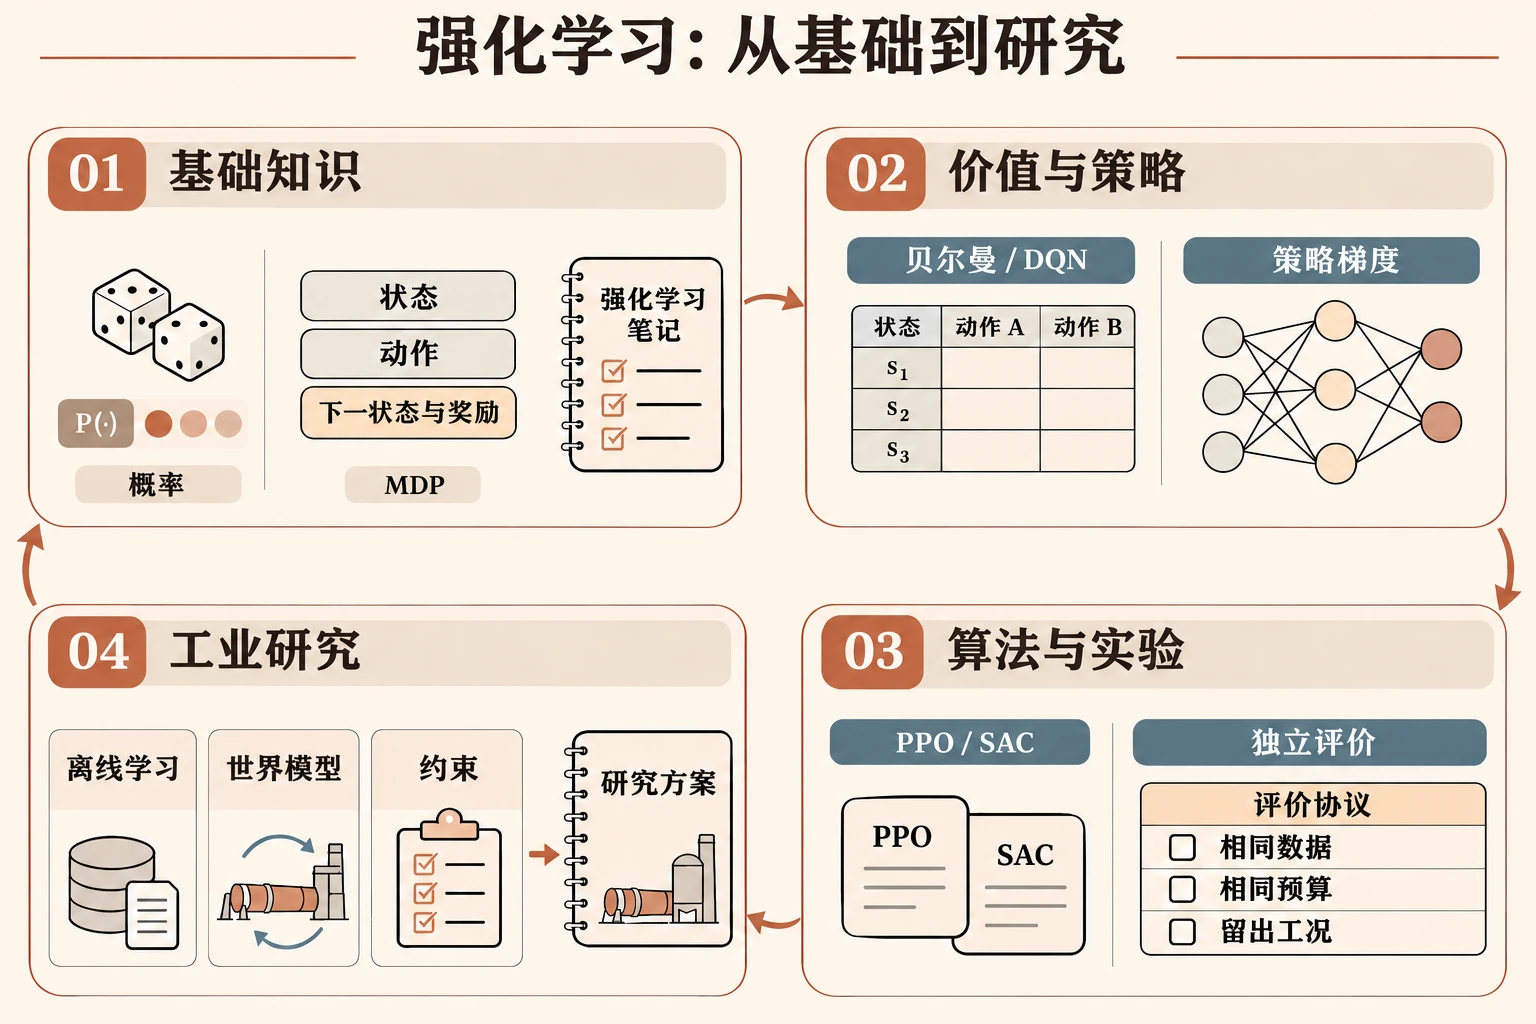 强化学习: 从基础到研究
01 基础知识
P(·)
概率
状态
动作
下一状态与奖励
MDP
强化学习
笔记
02 价值与策略
贝尔曼 / DQN
状态 动作 A 动作 B
s1
s2
s3
策略梯度
03 算法与实验
PPO / SAC
PPO
SAC
独立评价
评价协议
相同数据
相同预算
留出工况
04 工业研究
离线学习
世界模型
约束
研究方案